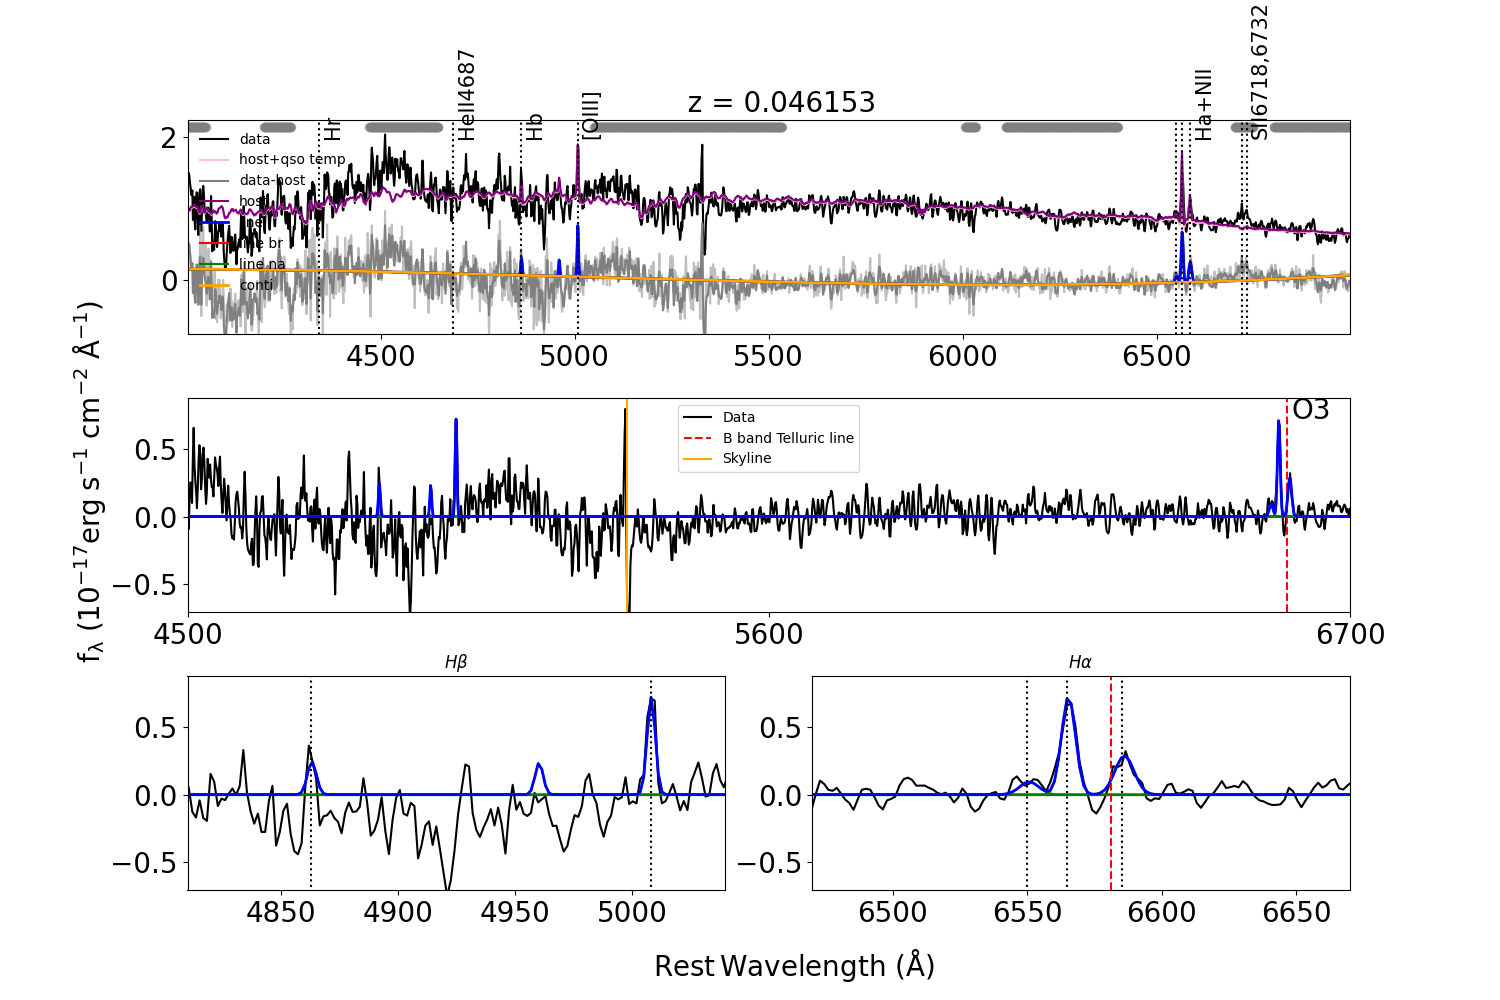 z = 0.046153
Hr
HeII4687
Hb
[OIII]
Ha+NII
SII6718,6732
data
host+qso temp
data-host
host
line br
line na
conti
2
0
4500
5000
5500
6000
6500
fλ (10−17erg s−1 cm−2 Å−1)
Data
B band Telluric line
Skyline
O3
0.5
0.0
−0.5
4500
5600
6700
Hβ
0.5
0.0
−0.5
4850
4900
4950
5000
Hα
0.5
0.0
−0.5
6500
6550
6600
6650
Rest Wavelength (Å)